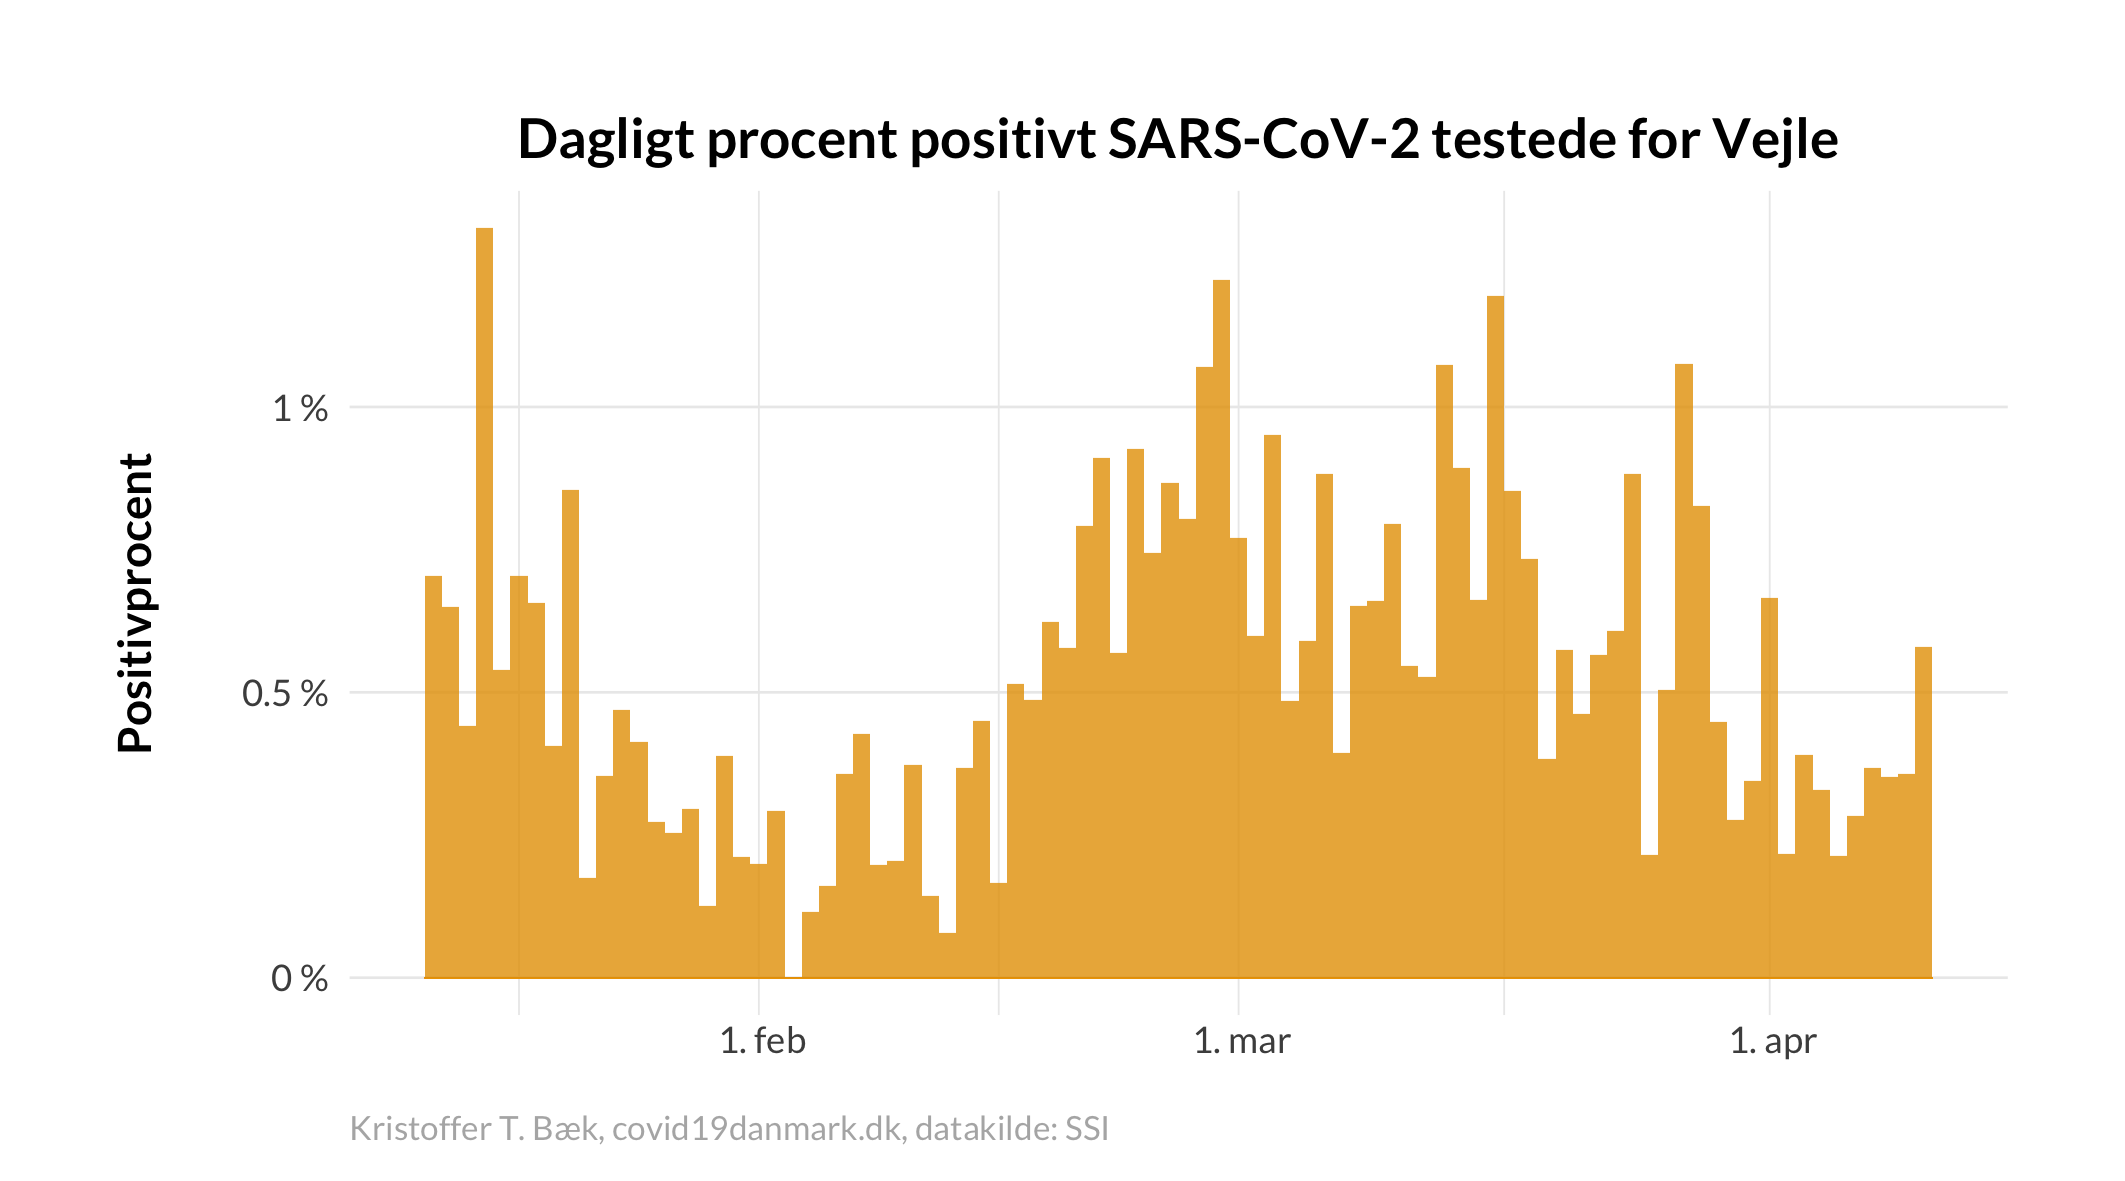 Dagligt procent positivt SARS-CoV-2 testede for Vejle
Positivprocent
1 %
0.5 %
0 %
1. feb
1. mar
1. apr
Kristoffer T. Bæk, covid19danmark.dk, datakilde: SSI